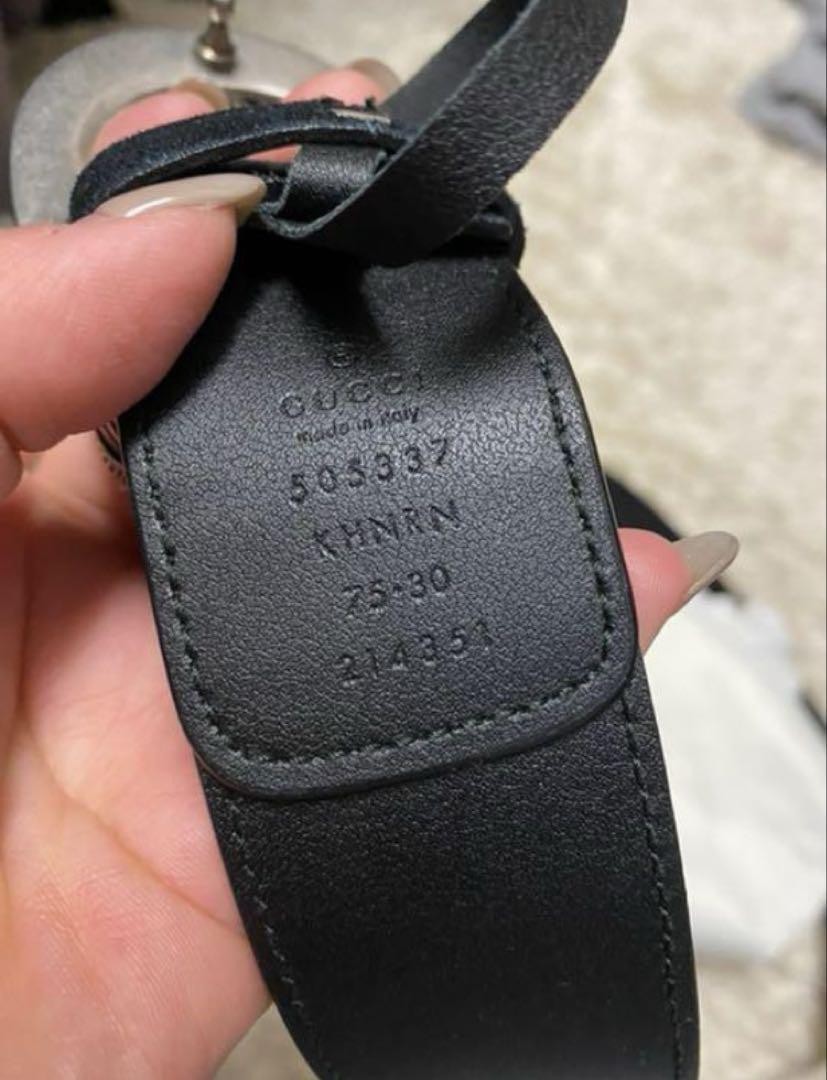 ®
GUCCI
made in italy
505337
KHNRN
75·30
214351